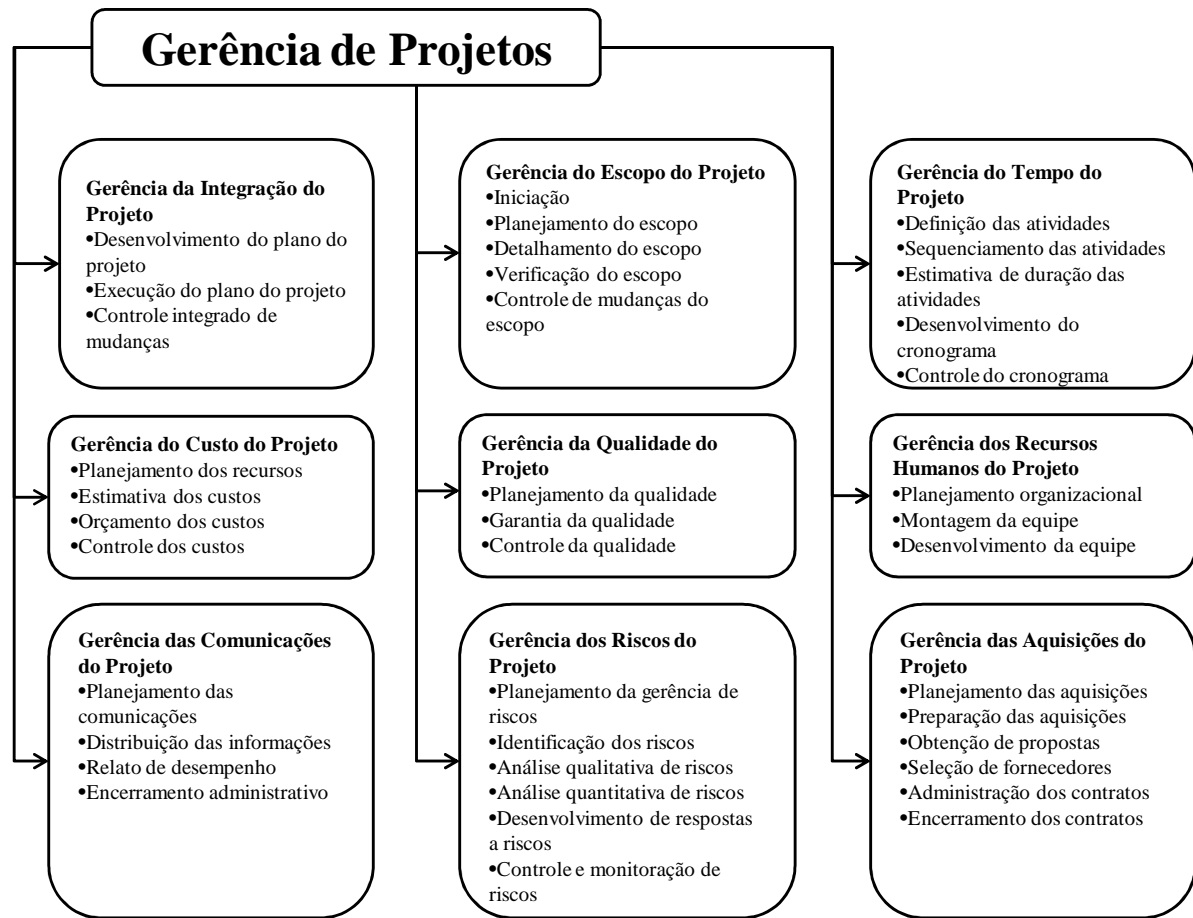 Gerência de Projetos
Gerência da Integração do
Projeto
•Desenvolvimento do plano do
projeto
•Execução do plano do projeto
•Controle integrado de
mudanças
Gerência do Escopo do Projeto
•Iniciação
•Planejamento do escopo
•Detalhamento do escopo
•Verificação do escopo
•Controle de mudanças do
escopo
Gerência do Tempo do
Projeto
•Definição das atividades
•Sequenciamento das atividades
•Estimativa de duração das
atividades
•Desenvolvimento do
cronograma
•Controle do cronograma
Gerência do Custo do Projeto
•Planejamento dos recursos
•Estimativa dos custos
•Orçamento dos custos
•Controle dos custos
Gerência da Qualidade do
Projeto
•Planejamento da qualidade
•Garantia da qualidade
•Controle da qualidade
Gerência dos Recursos
Humanos do Projeto
•Planejamento organizacional
•Montagem da equipe
•Desenvolvimento da equipe
Gerência das Comunicações
do Projeto
•Planejamento das
comunicações
•Distribuição das informações
•Relato de desempenho
•Encerramento administrativo
Gerência dos Riscos do
Projeto
•Planejamento da gerência de
riscos
•Identificação dos riscos
•Análise qualitativa de riscos
•Análise quantitativa de riscos
•Desenvolvimento de respostas
a riscos
•Controle e monitoração de
riscos
Gerência das Aquisições do
Projeto
•Planejamento das aquisições
•Preparação das aquisições
•Obtenção de propostas
•Seleção de fornecedores
•Administração dos contratos
•Encerramento dos contratos